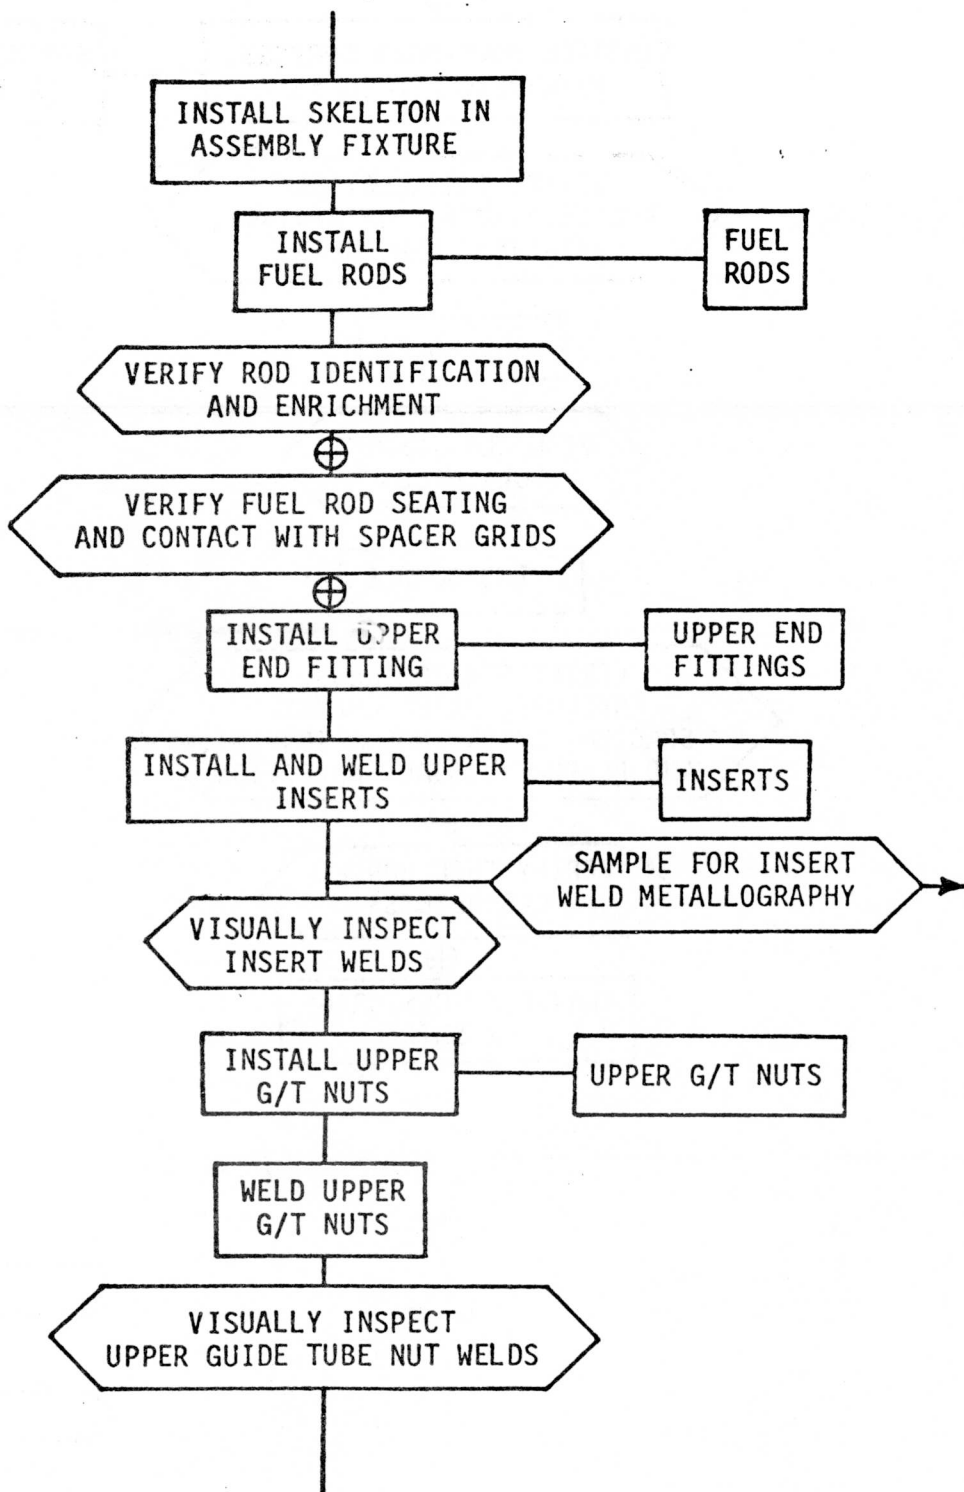 INSTALL SKELETON IN
ASSEMBLY FIXTURE
INSTALL
FUEL RODS
FUEL
RODS
VERIFY ROD IDENTIFICATION
AND ENRICHMENT
VERIFY FUEL ROD SEATING
AND CONTACT WITH SPACER GRIDS
INSTALL UPPER
END FITTING
UPPER END
FITTINGS
INSTALL AND WELD UPPER
INSERTS
INSERTS
SAMPLE FOR INSERT
WELD METALLOGRAPHY
VISUALLY INSPECT
INSERT WELDS
INSTALL UPPER
G/T NUTS
UPPER G/T NUTS
WELD UPPER
G/T NUTS
VISUALLY INSPECT
UPPER GUIDE TUBE NUT WELDS